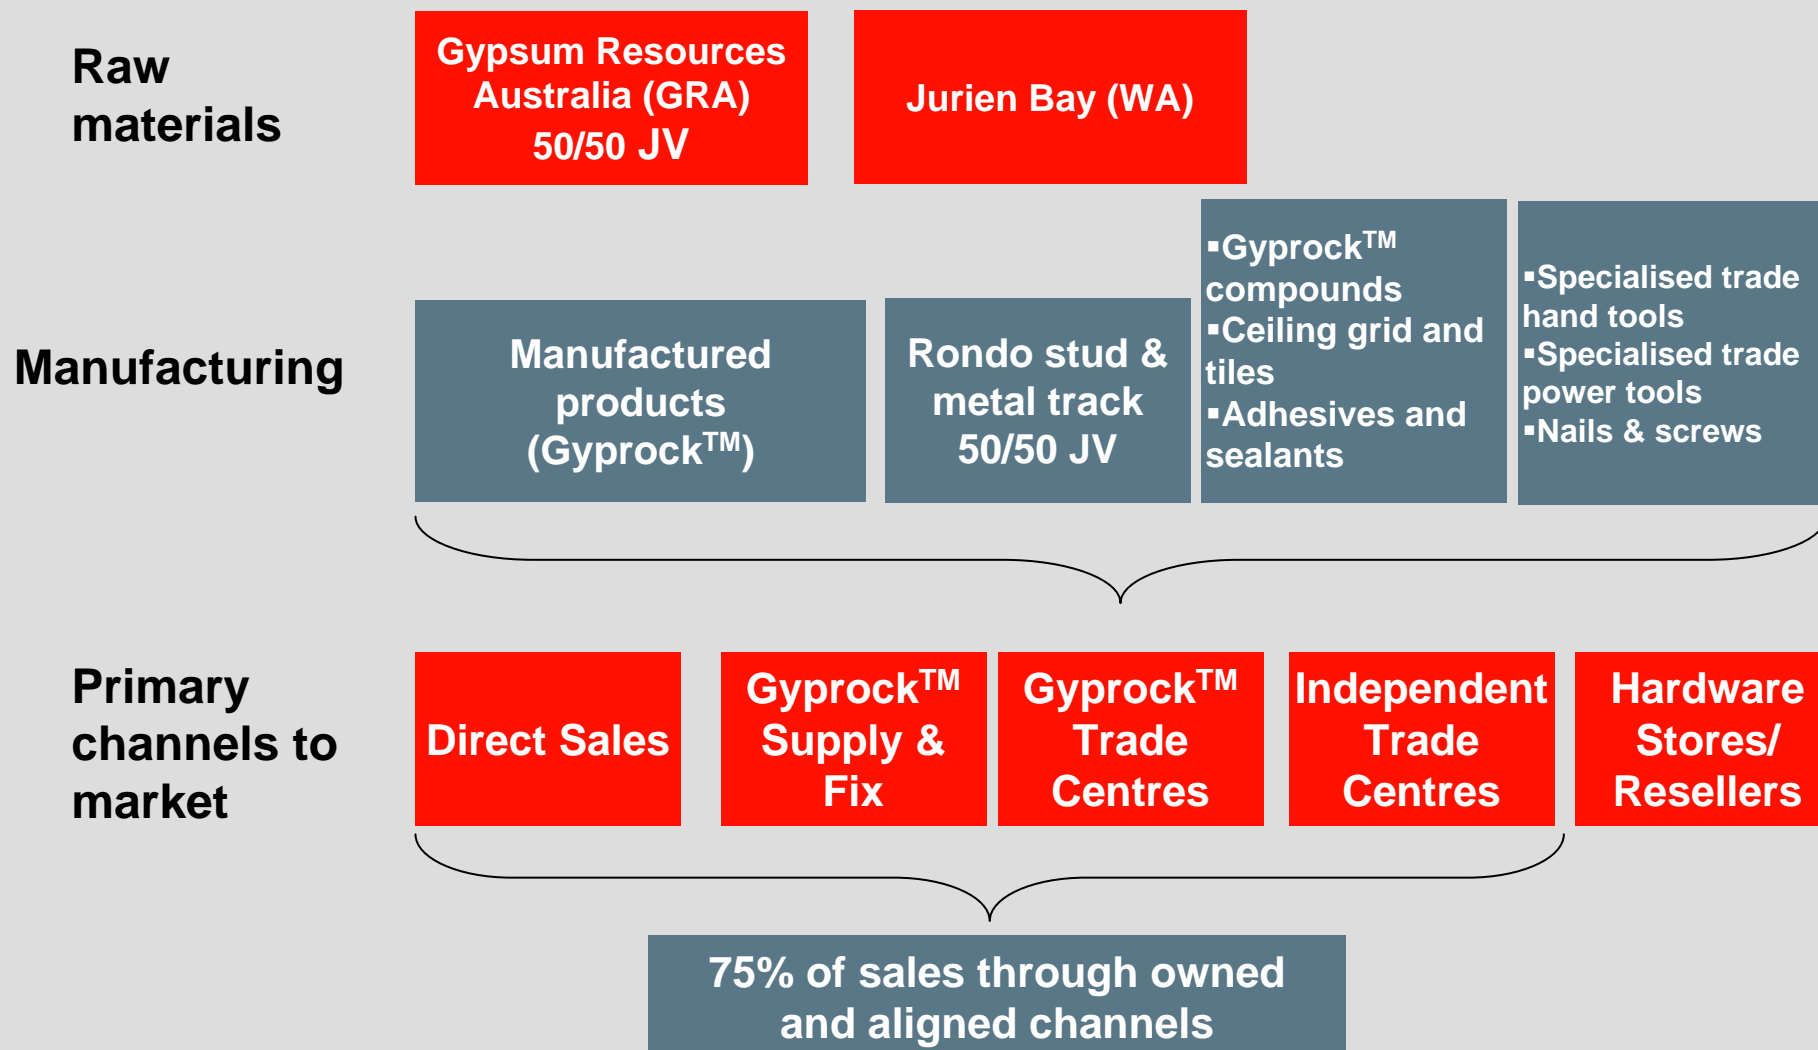 Raw
materials
Gypsum Resources
Australia (GRA)
50/50 JV
Jurien Bay (WA)
Manufacturing
Manufactured
products
(Gyprock™)
Rondo stud &
metal track
50/50 JV
▪Gyprock™
compounds
▪Ceiling grid and
tiles
▪Adhesives and
sealants
▪Specialised trade
hand tools
▪Specialised trade
power tools
▪Nails & screws
Primary
channels to
market
Direct Sales
Gyprock™
Supply &
Fix
Gyprock™
Trade
Centres
Independent
Trade
Centres
Hardware
Stores/
Resellers
75% of sales through owned
and aligned channels